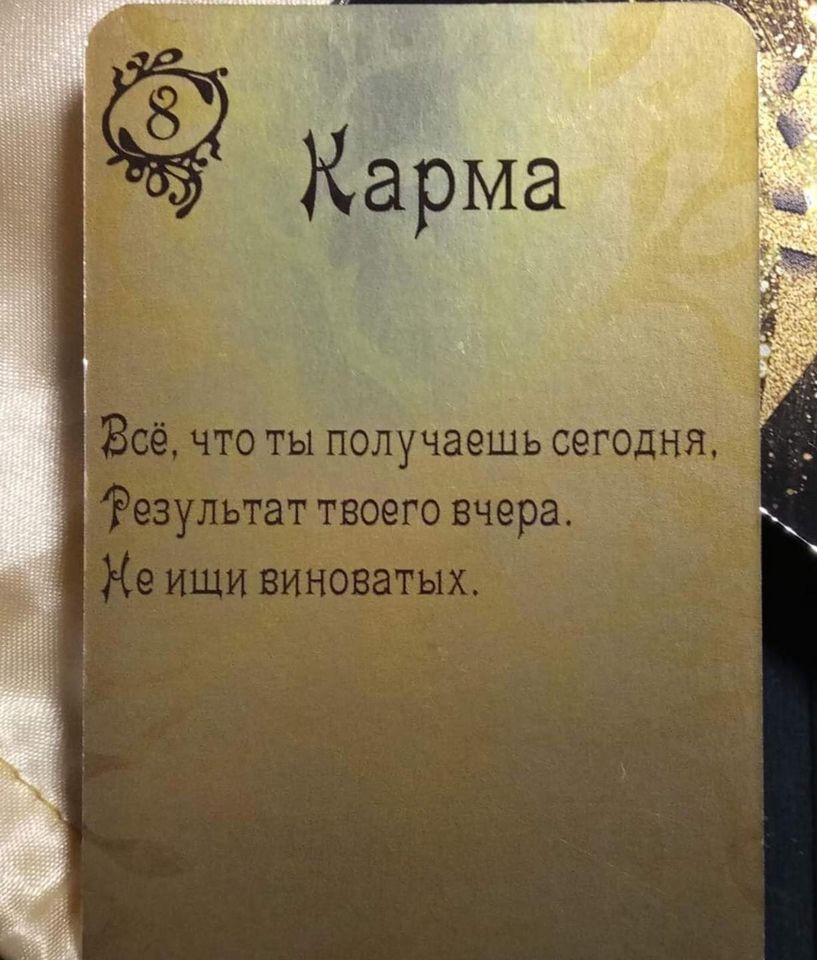 8
Карма
Всё, что ты получаешь сегодня,
Результат твоего вчера.
Не ищи виноватых.